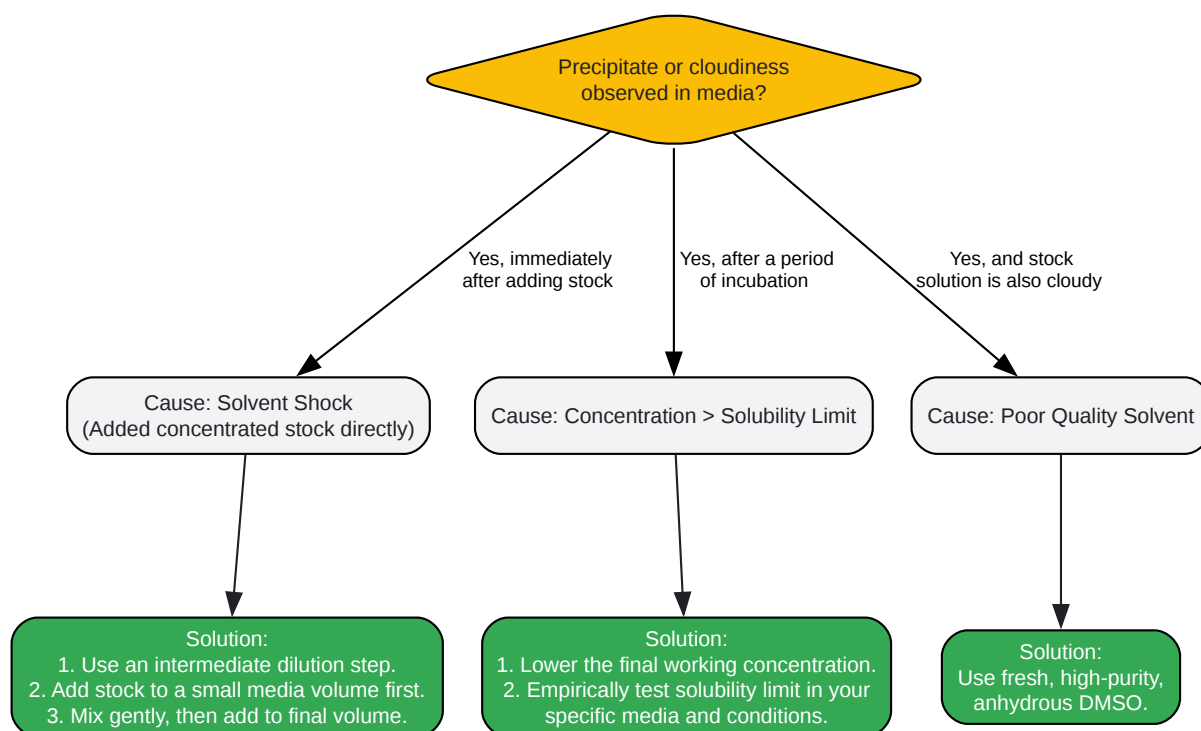 Precipitate or cloudiness
observed in media?
Yes, immediately
after adding stock
Yes, after a period
of incubation
Yes, and stock
solution is also cloudy
Cause: Solvent Shock
(Added concentrated stock directly)
Cause: Concentration > Solubility Limit
Cause: Poor Quality Solvent
Solution:
1. Use an intermediate dilution step.
2. Add stock to a small media volume first.
3. Mix gently, then add to final volume.
Solution:
1. Lower the final working concentration.
2. Empirically test solubility limit in your
specific media and conditions.
Solution:
Use fresh, high-purity,
anhydrous DMSO.